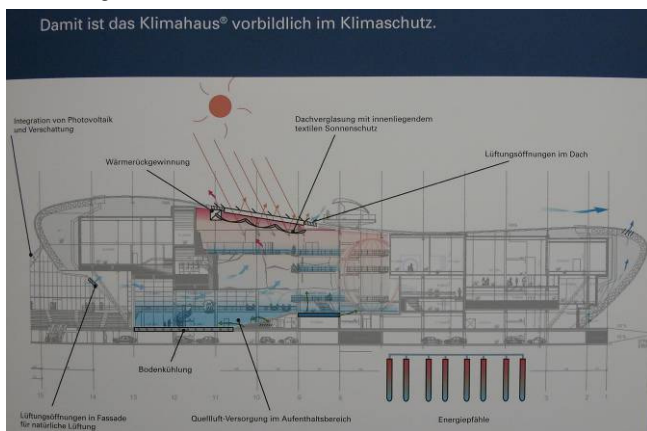 Damit ist das Klimahaus® vorbildlich im Klimaschutz.
Integration von Photovoltaik
und Verschattung
Dachverglasung mit innenliegendem
textilen Sonnenschutz
Wärmerückgewinnung
Lüftungsöffnungen im Dach
Bodenkühlung
Lüftungsöffnungen in Fassade
für natürliche Lüftung
Quellluft-Versorgung im Aufenthaltsbereich
Energiepfähle